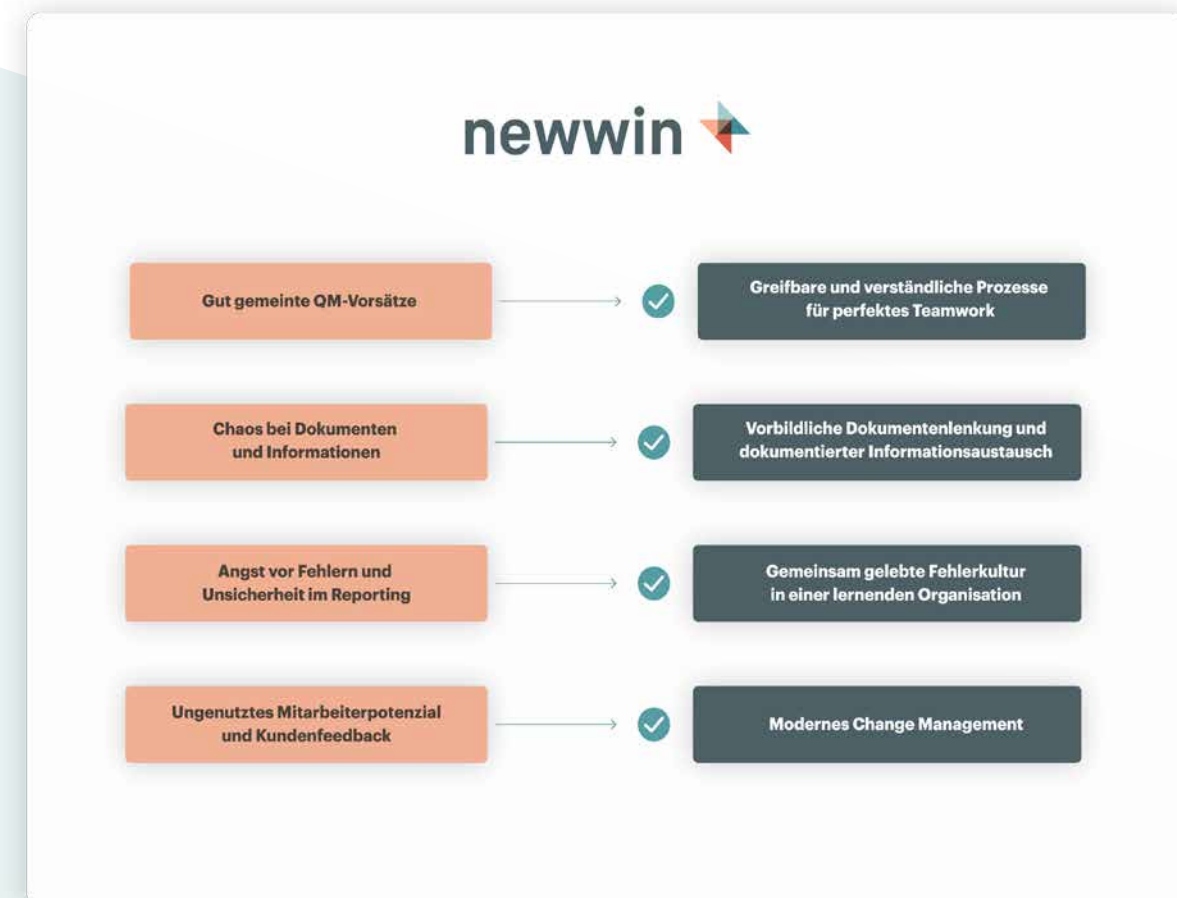 newwin
Gut gemeinte QM-Vorsätze
Greifbare und verständliche Prozesse
für perfektes Teamwork
Chaos bei Dokumenten
und Informationen
Vorbildliche Dokumentenlenkung und
dokumentierter Informationsaustausch
Angst vor Fehlern und
Unsicherheit im Reporting
Gemeinsam gelebte Fehlerkultur
in einer lernenden Organisation
Ungenutztes Mitarbeiterpotenzial
und Kundenfeedback
Modernes Change Management